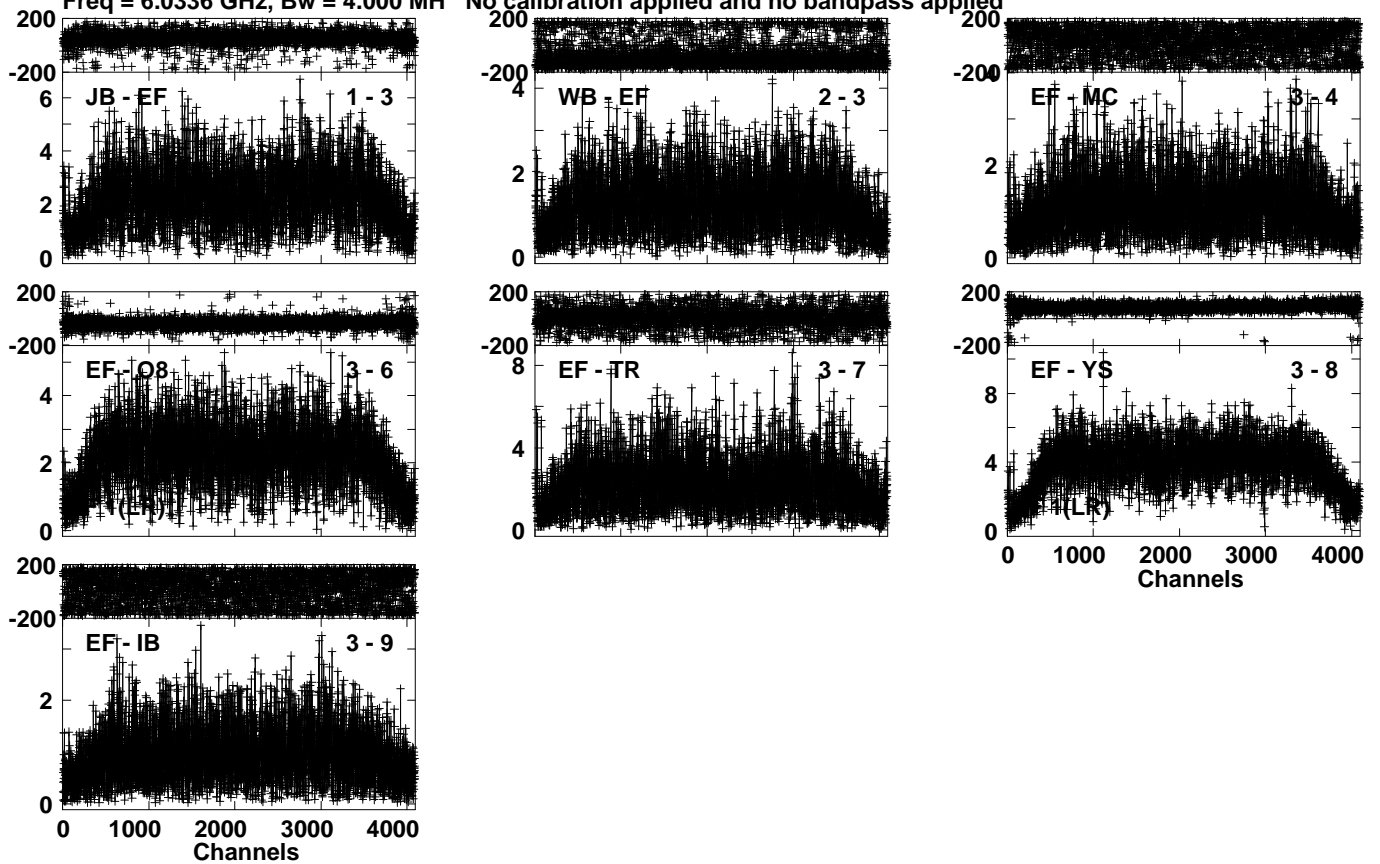 Freq = 6.0336 GHz, Bw = 4.000 MH No calibration applied and no bandpass applied
200
-200
6
4
2
0
JB - EF
1 - 3
200
-200
4
2
0
WB - EF
2 - 3
200
-200
4
2
0
EF - MC
3 - 4
200
-200
4
2
0
EF - O8
3 - 6
(LR)
200
-200
8
4
0
EF - TR
3 - 7
200
-200
8
4
0
EF - YS
3 - 8
(LR)
0 1000 2000 3000 4000
Channels
200
-200
2
0
EF - IB
3 - 9
0 1000 2000 3000 4000
Channels